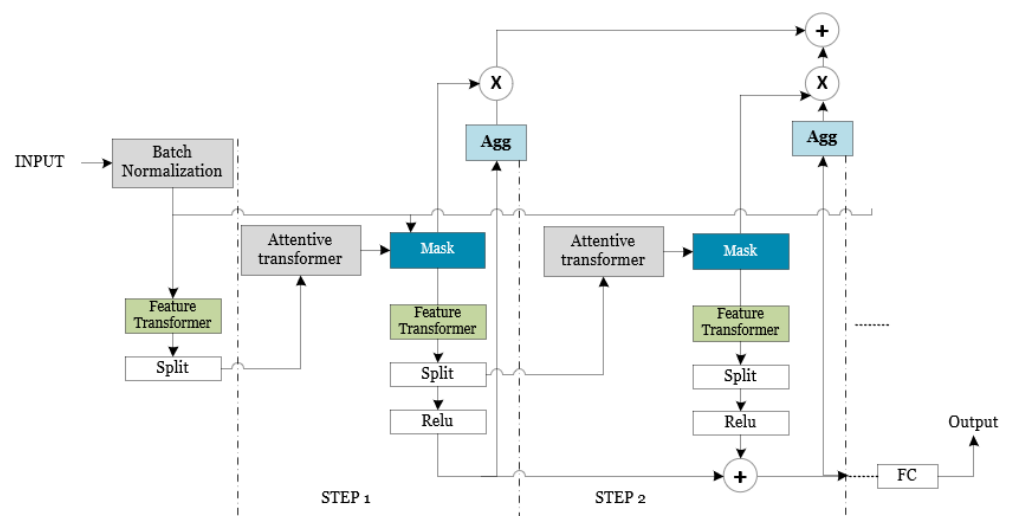 +
X
X
Agg
Agg
INPUT
Batch
Normalization
Attentive
transformer
Mask
Attentive
transformer
Mask
Feature
Transformer
Feature
Transformer
Feature
Transformer
Split
Split
Split
Relu
Relu
Output
+
FC
STEP 1
STEP 2